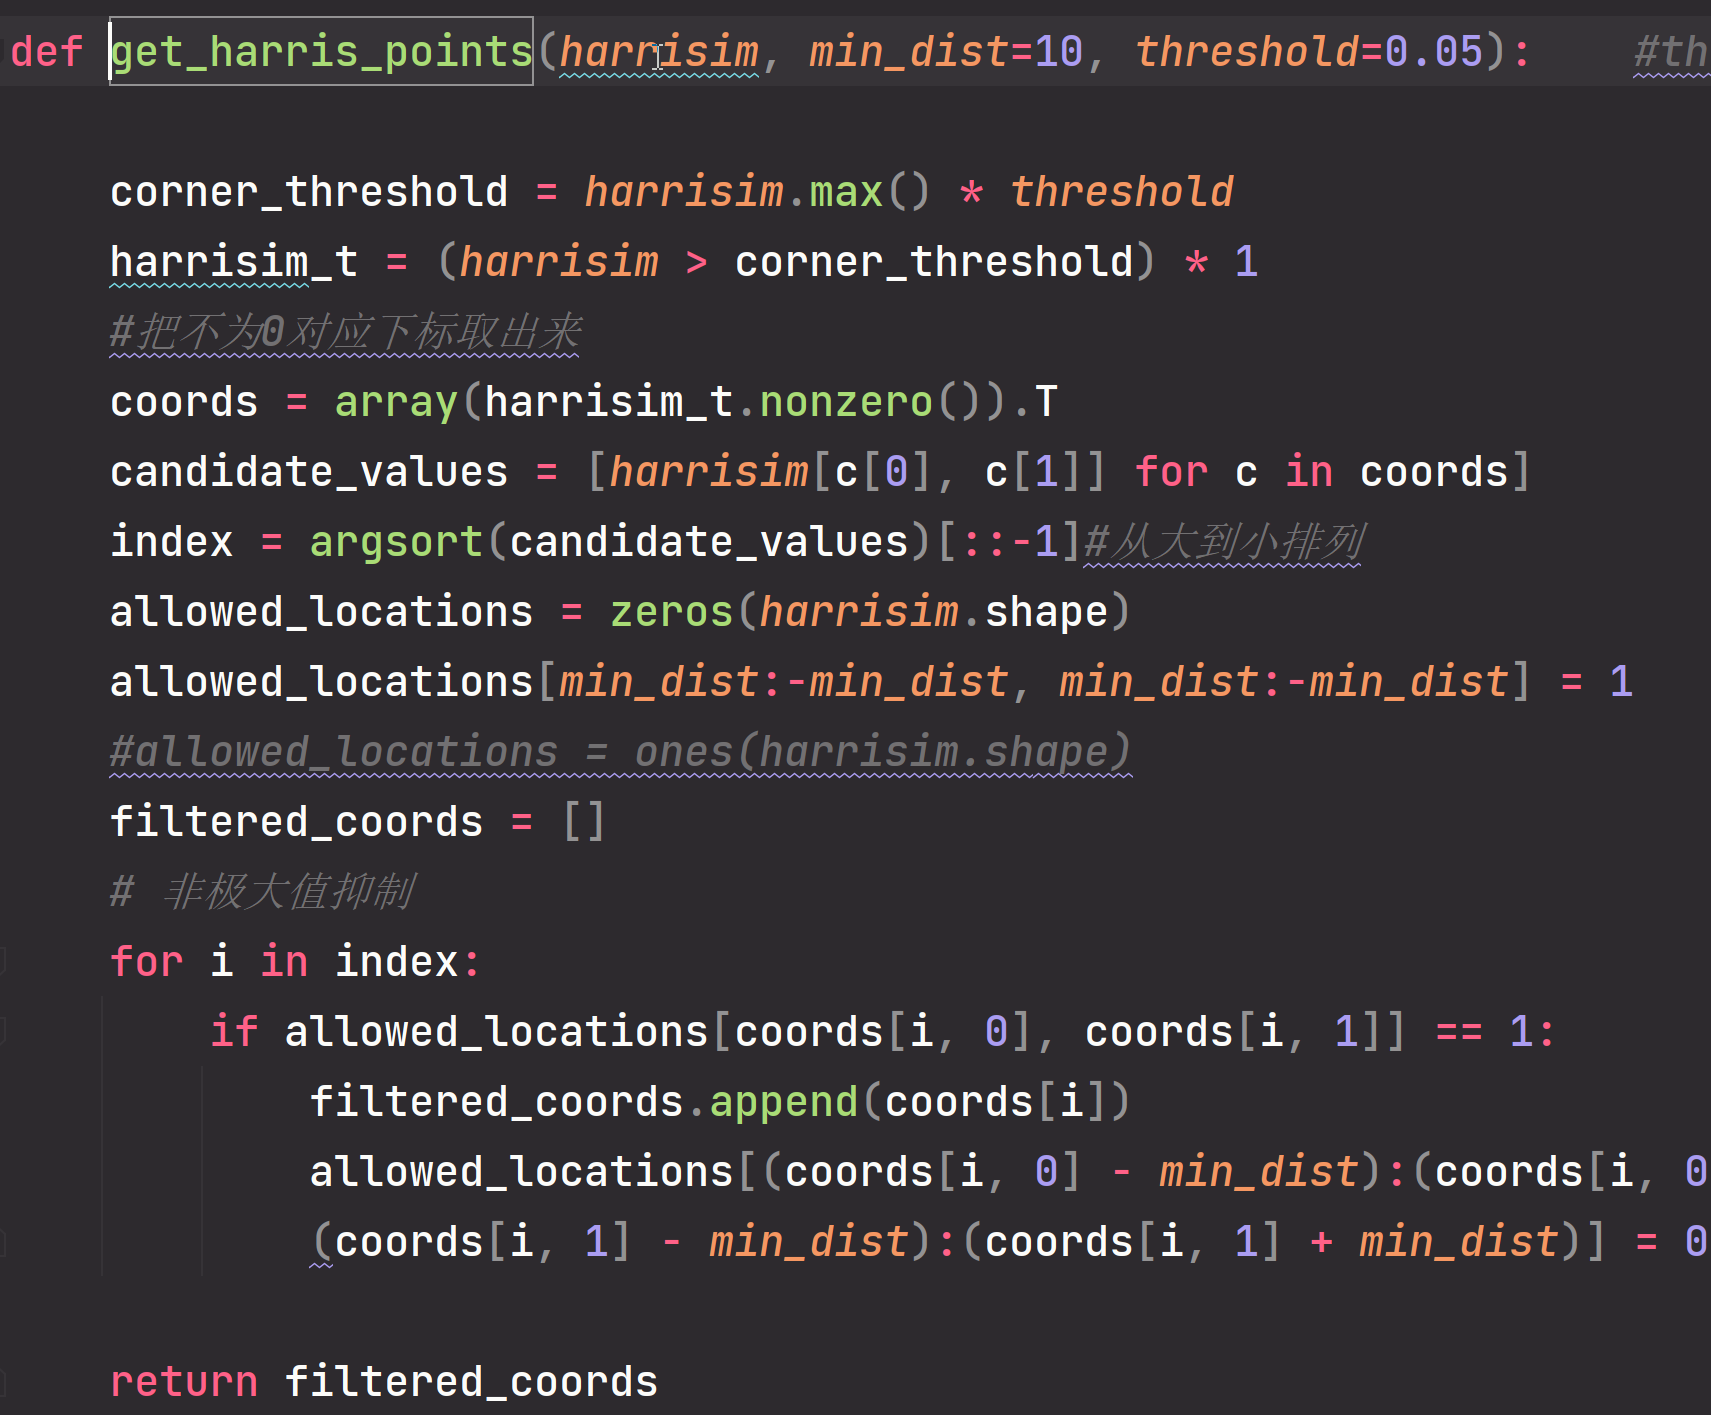 def get_harris_points(harrisim, min_dist=10, threshold=0.05):    #th
corner_threshold = harrisim.max() * threshold
harrisim_t = (harrisim > corner_threshold) * 1
#把不为0对应下标取出来
coords = array(harrisim_t.nonzero()).T
candidate_values = [harrisim[c[0], c[1]] for c in coords]
index = argsort(candidate_values)[::-1]#从大到小排列
allowed_locations = zeros(harrisim.shape)
allowed_locations[min_dist:-min_dist, min_dist:-min_dist] = 1
#allowed_locations = ones(harrisim.shape)
filtered_coords = []
# 非极大值抑制
for i in index:
if allowed_locations[coords[i, 0], coords[i, 1]] == 1:
filtered_coords.append(coords[i])
allowed_locations[(coords[i, 0] - min_dist):(coords[i, 0
(coords[i, 1] - min_dist):(coords[i, 1] + min_dist)] = 0
return filtered_coords